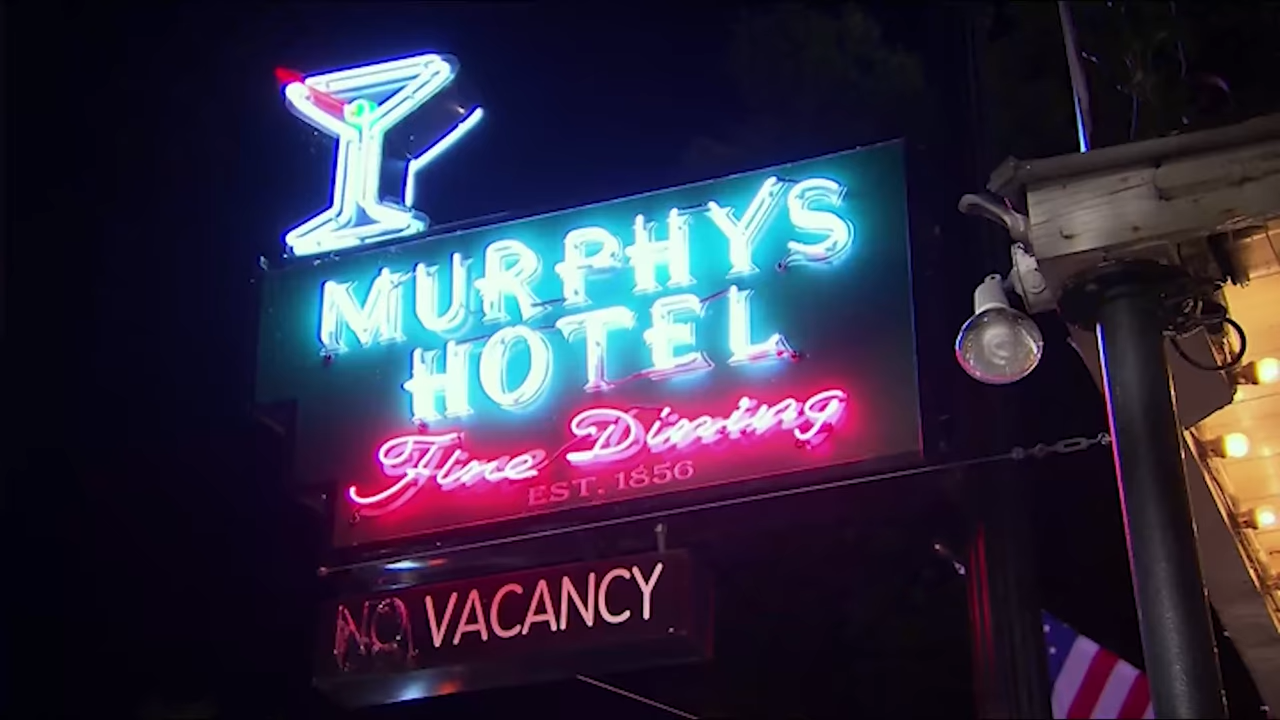 MURPHYS
HOTEL
Fine Dining
EST. 1856
NO VACANCY